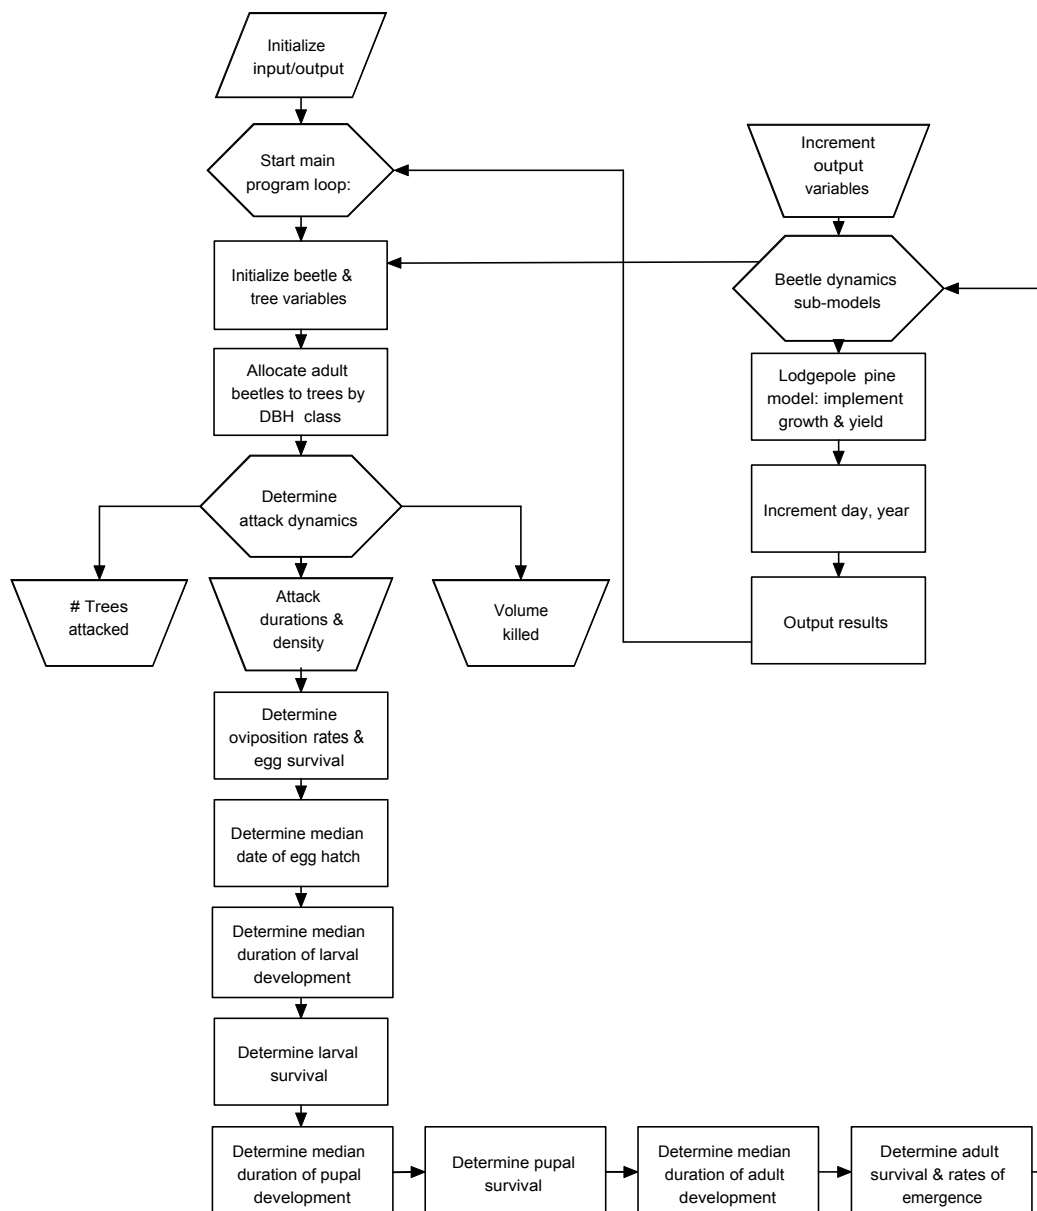 Initialize
input/output
Start main
program loop:
Initialize beetle &
tree variables
Allocate adult
beetles to trees by
DBH class
Determine
attack dynamics
# Trees
attacked
Attack
durations &
density
Volume
killed
Determine
oviposition rates &
egg survival
Determine median
date of egg hatch
Determine median
duration of larval
development
Determine larval
survival
Determine median
duration of pupal
development
Determine pupal
survival
Determine median
duration of adult
development
Determine adult
survival & rates of
emergence
Increment
output
variables
Beetle dynamics
sub-models
Lodgepole pine
model: implement
growth & yield
Increment day, year
Output results